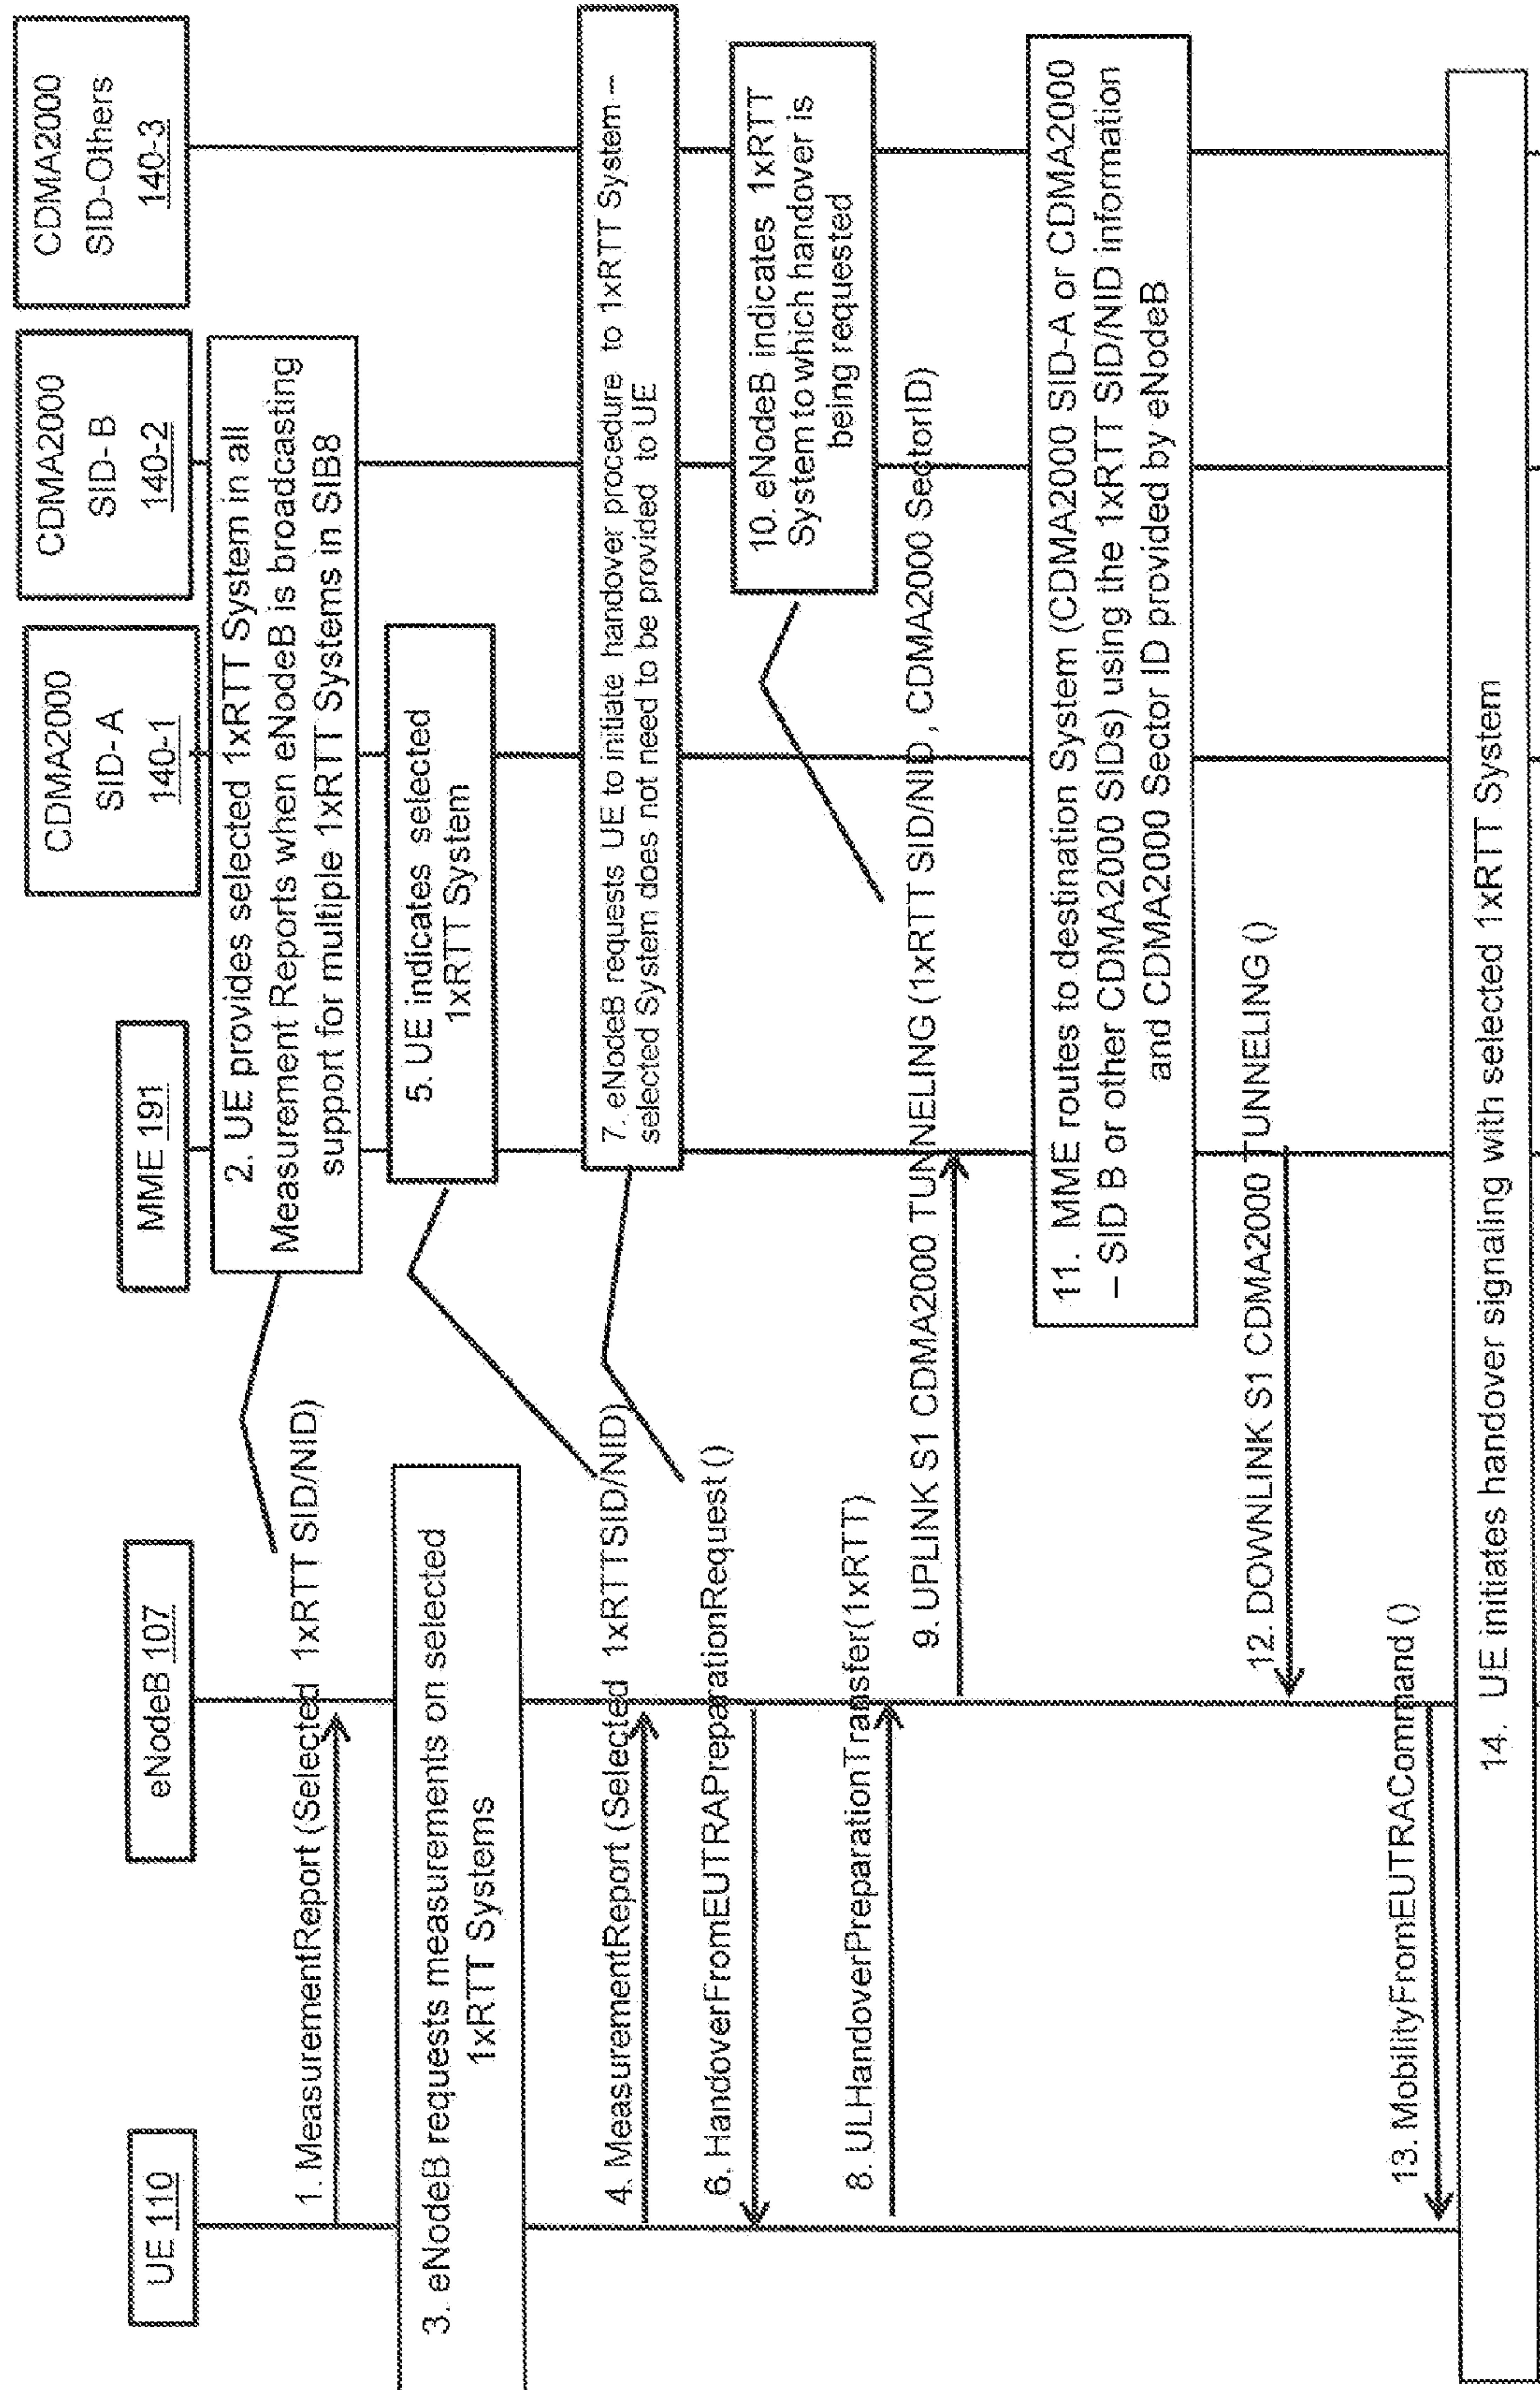 UE 110
eNodeB 107
MME 191
CDMA2000
SID-A
140-1
CDMA2000
SID-B
140-2
CDMA2000
SID-Others
140-3
1. MeasurementReport (Selected 1xRTT SID/NID)
2. UE provides selected 1xRTT System in all
Measurement Reports when eNodeB is broadcasting
support for multiple 1xRTT Systems in SIB8
3. eNodeB requests measurements on selected
1xRTT Systems
4. MeasurementReport (Selected 1xRTTSID/NID)
5. UE indicates selected
1xRTT System
6. HandoverFromEUTRAPreparationRequest ()
7. eNodeB requests UE to initiate handover procedure to 1xRTT System –
selected System does not need to be provided to UE
8. ULHandoverPreparationTransfer(1xRTT)
9. UPLINK S1 CDMA2000 TUNNELING (1xRTT SID/NID, CDMA2000 SectorID)
10. eNodeB indicates 1xRTT
System to which handover is
being requested
11. MME routes to destination System (CDMA2000 SID-A or CDMA2000
– SID B or other CDMA2000 SIDs) using the 1xRTT SID/NID information
and CDMA2000 Sector ID provided by eNodeB
12. DOWNLINK S1 CDMA2000 TUNNELING ()
13. MobilityFromEUTRACommand ()
14. UE initiates handover signaling with selected 1xRTT System